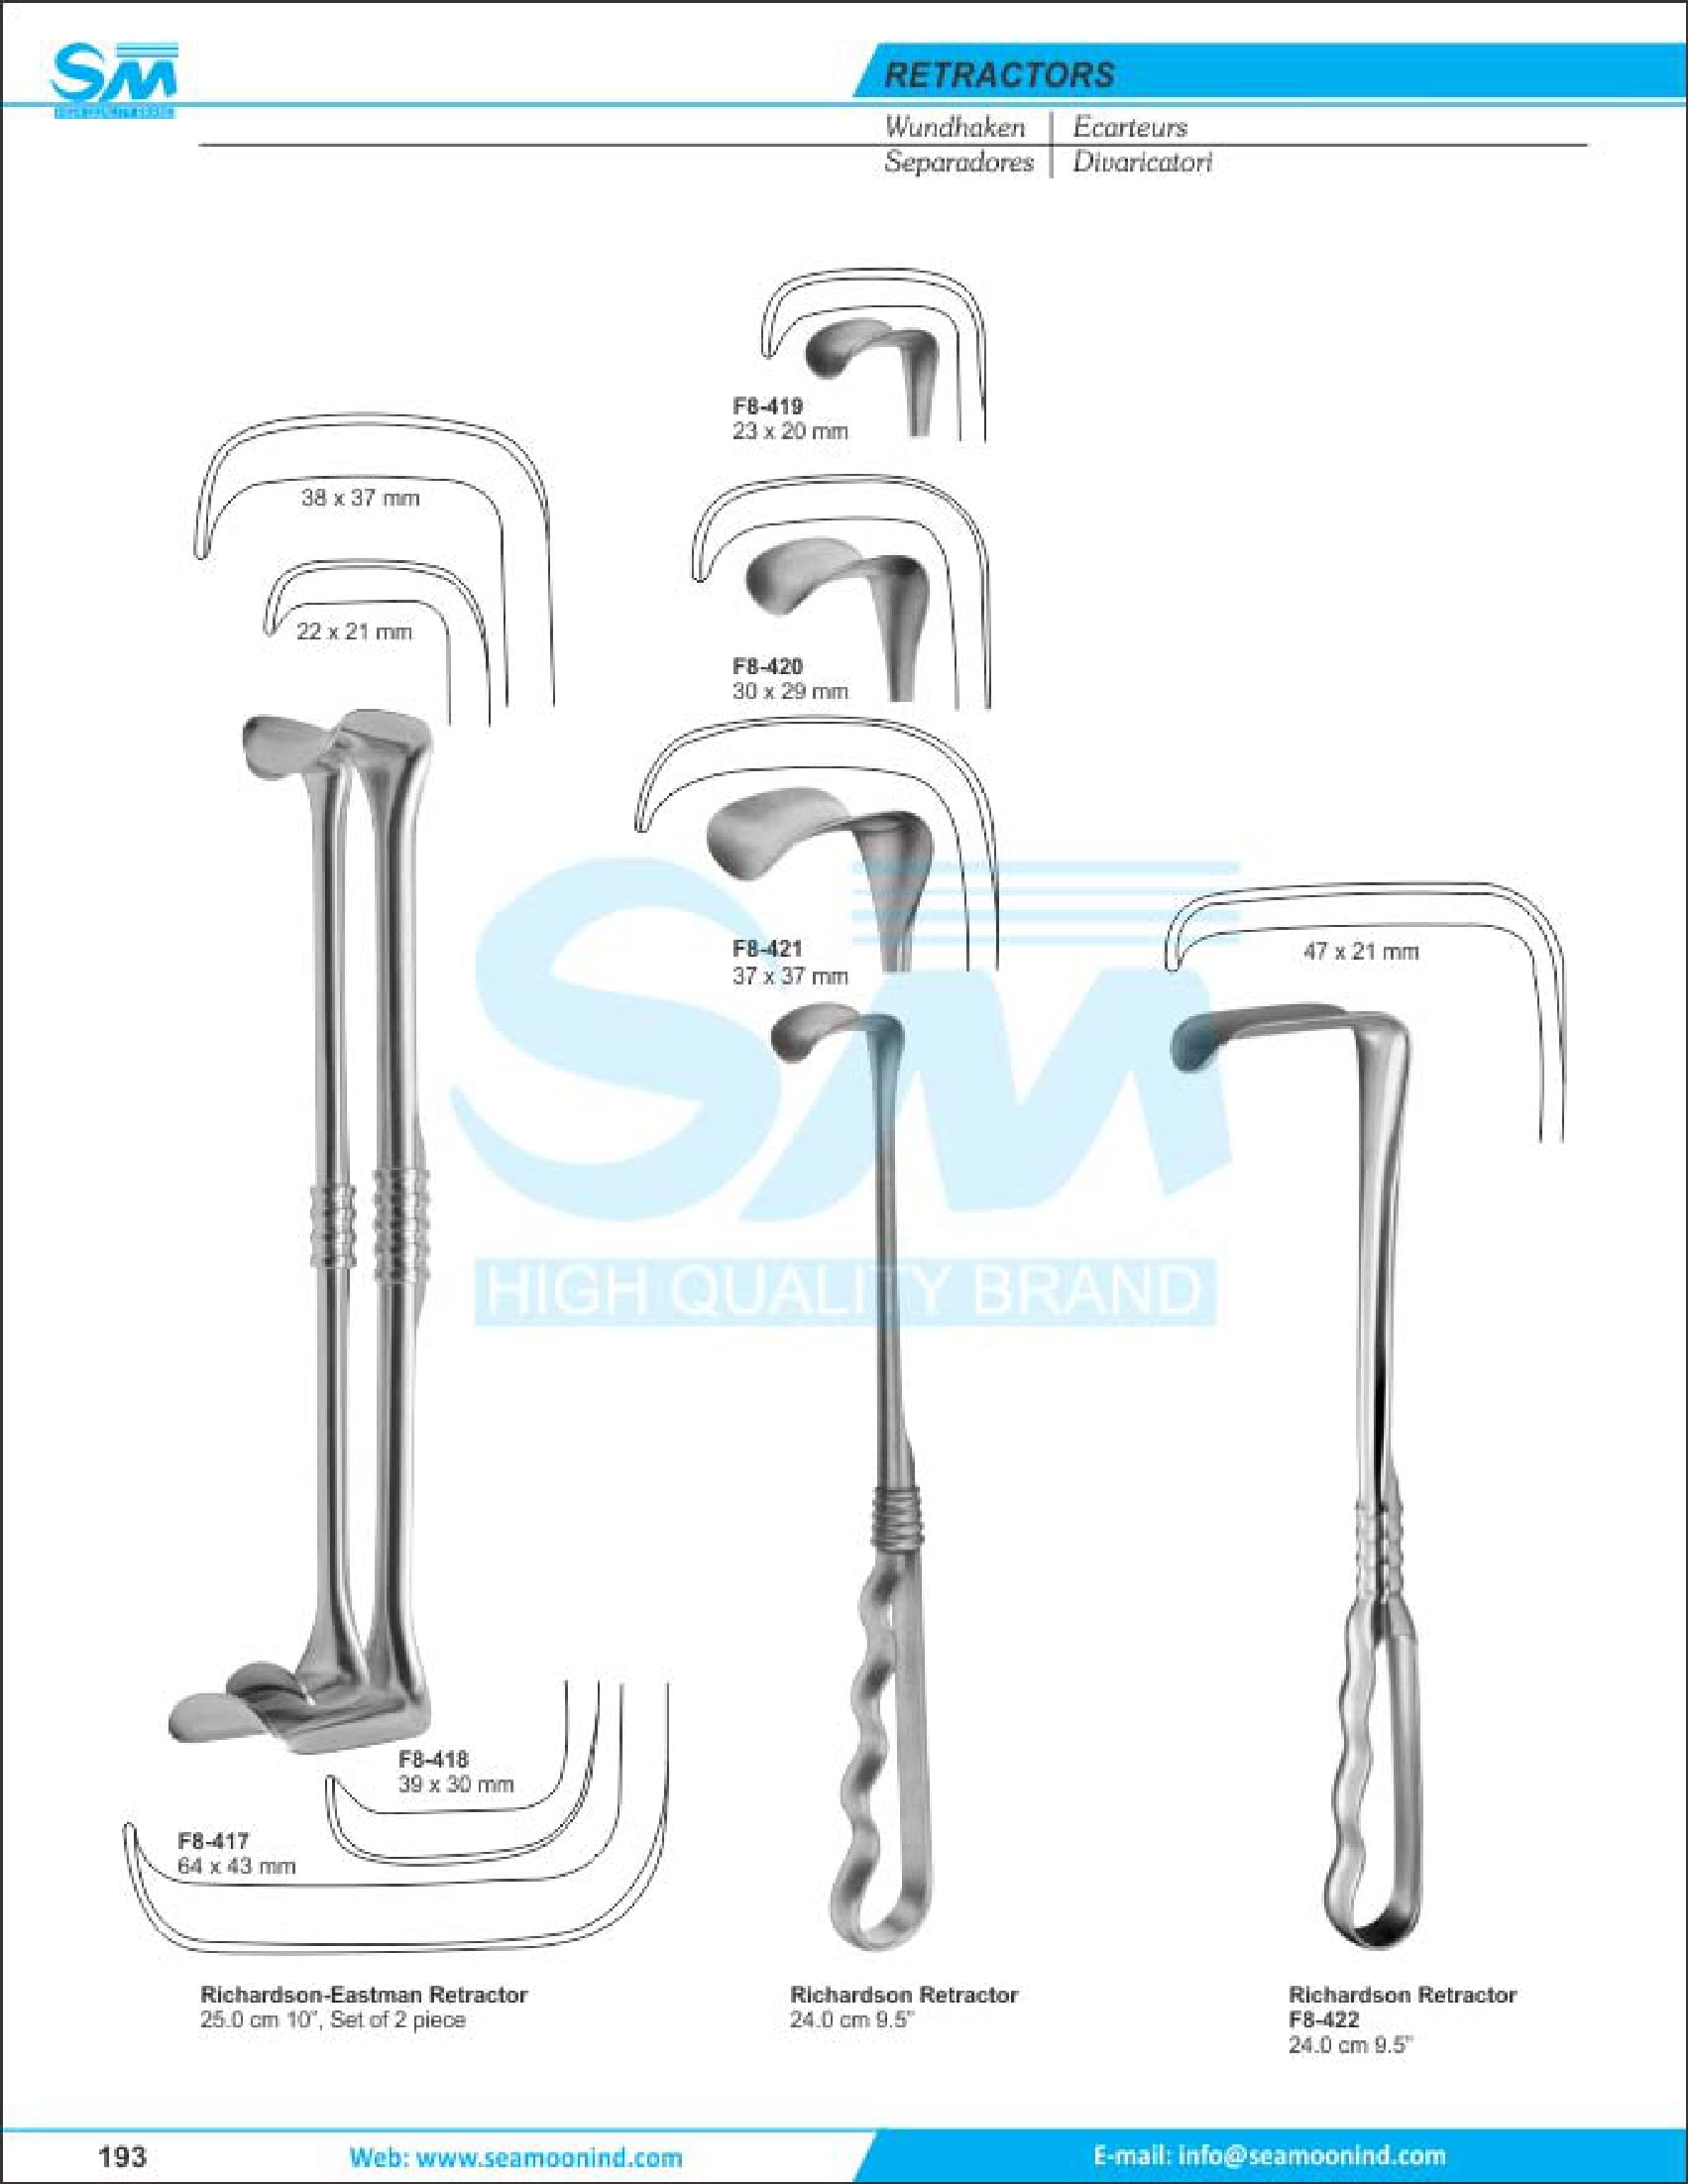 SM
HIGH QUALITY BRAND
RETRACTORS
Wundhaken
Ecarteurs
Separadores
Divaricatori
F8-419
23 x 20 mm
38 x 37 mm
22 x 21 mm
F8-420
30 x 29 mm
F8-421
37 x 37 mm
47 x 21 mm
SM
HIGH QUALITY BRAND
F8-418
39 x 30 mm
F8-417
64 x 43 mm
Richardson-Eastman Retractor
25.0 cm 10”, Set of 2 piece
Richardson Retractor
24.0 cm 9.5”
Richardson Retractor
F8-422
24.0 cm 9.5”
193
Web: www.seamoonind.com
E-mail: info@seamoonind.com